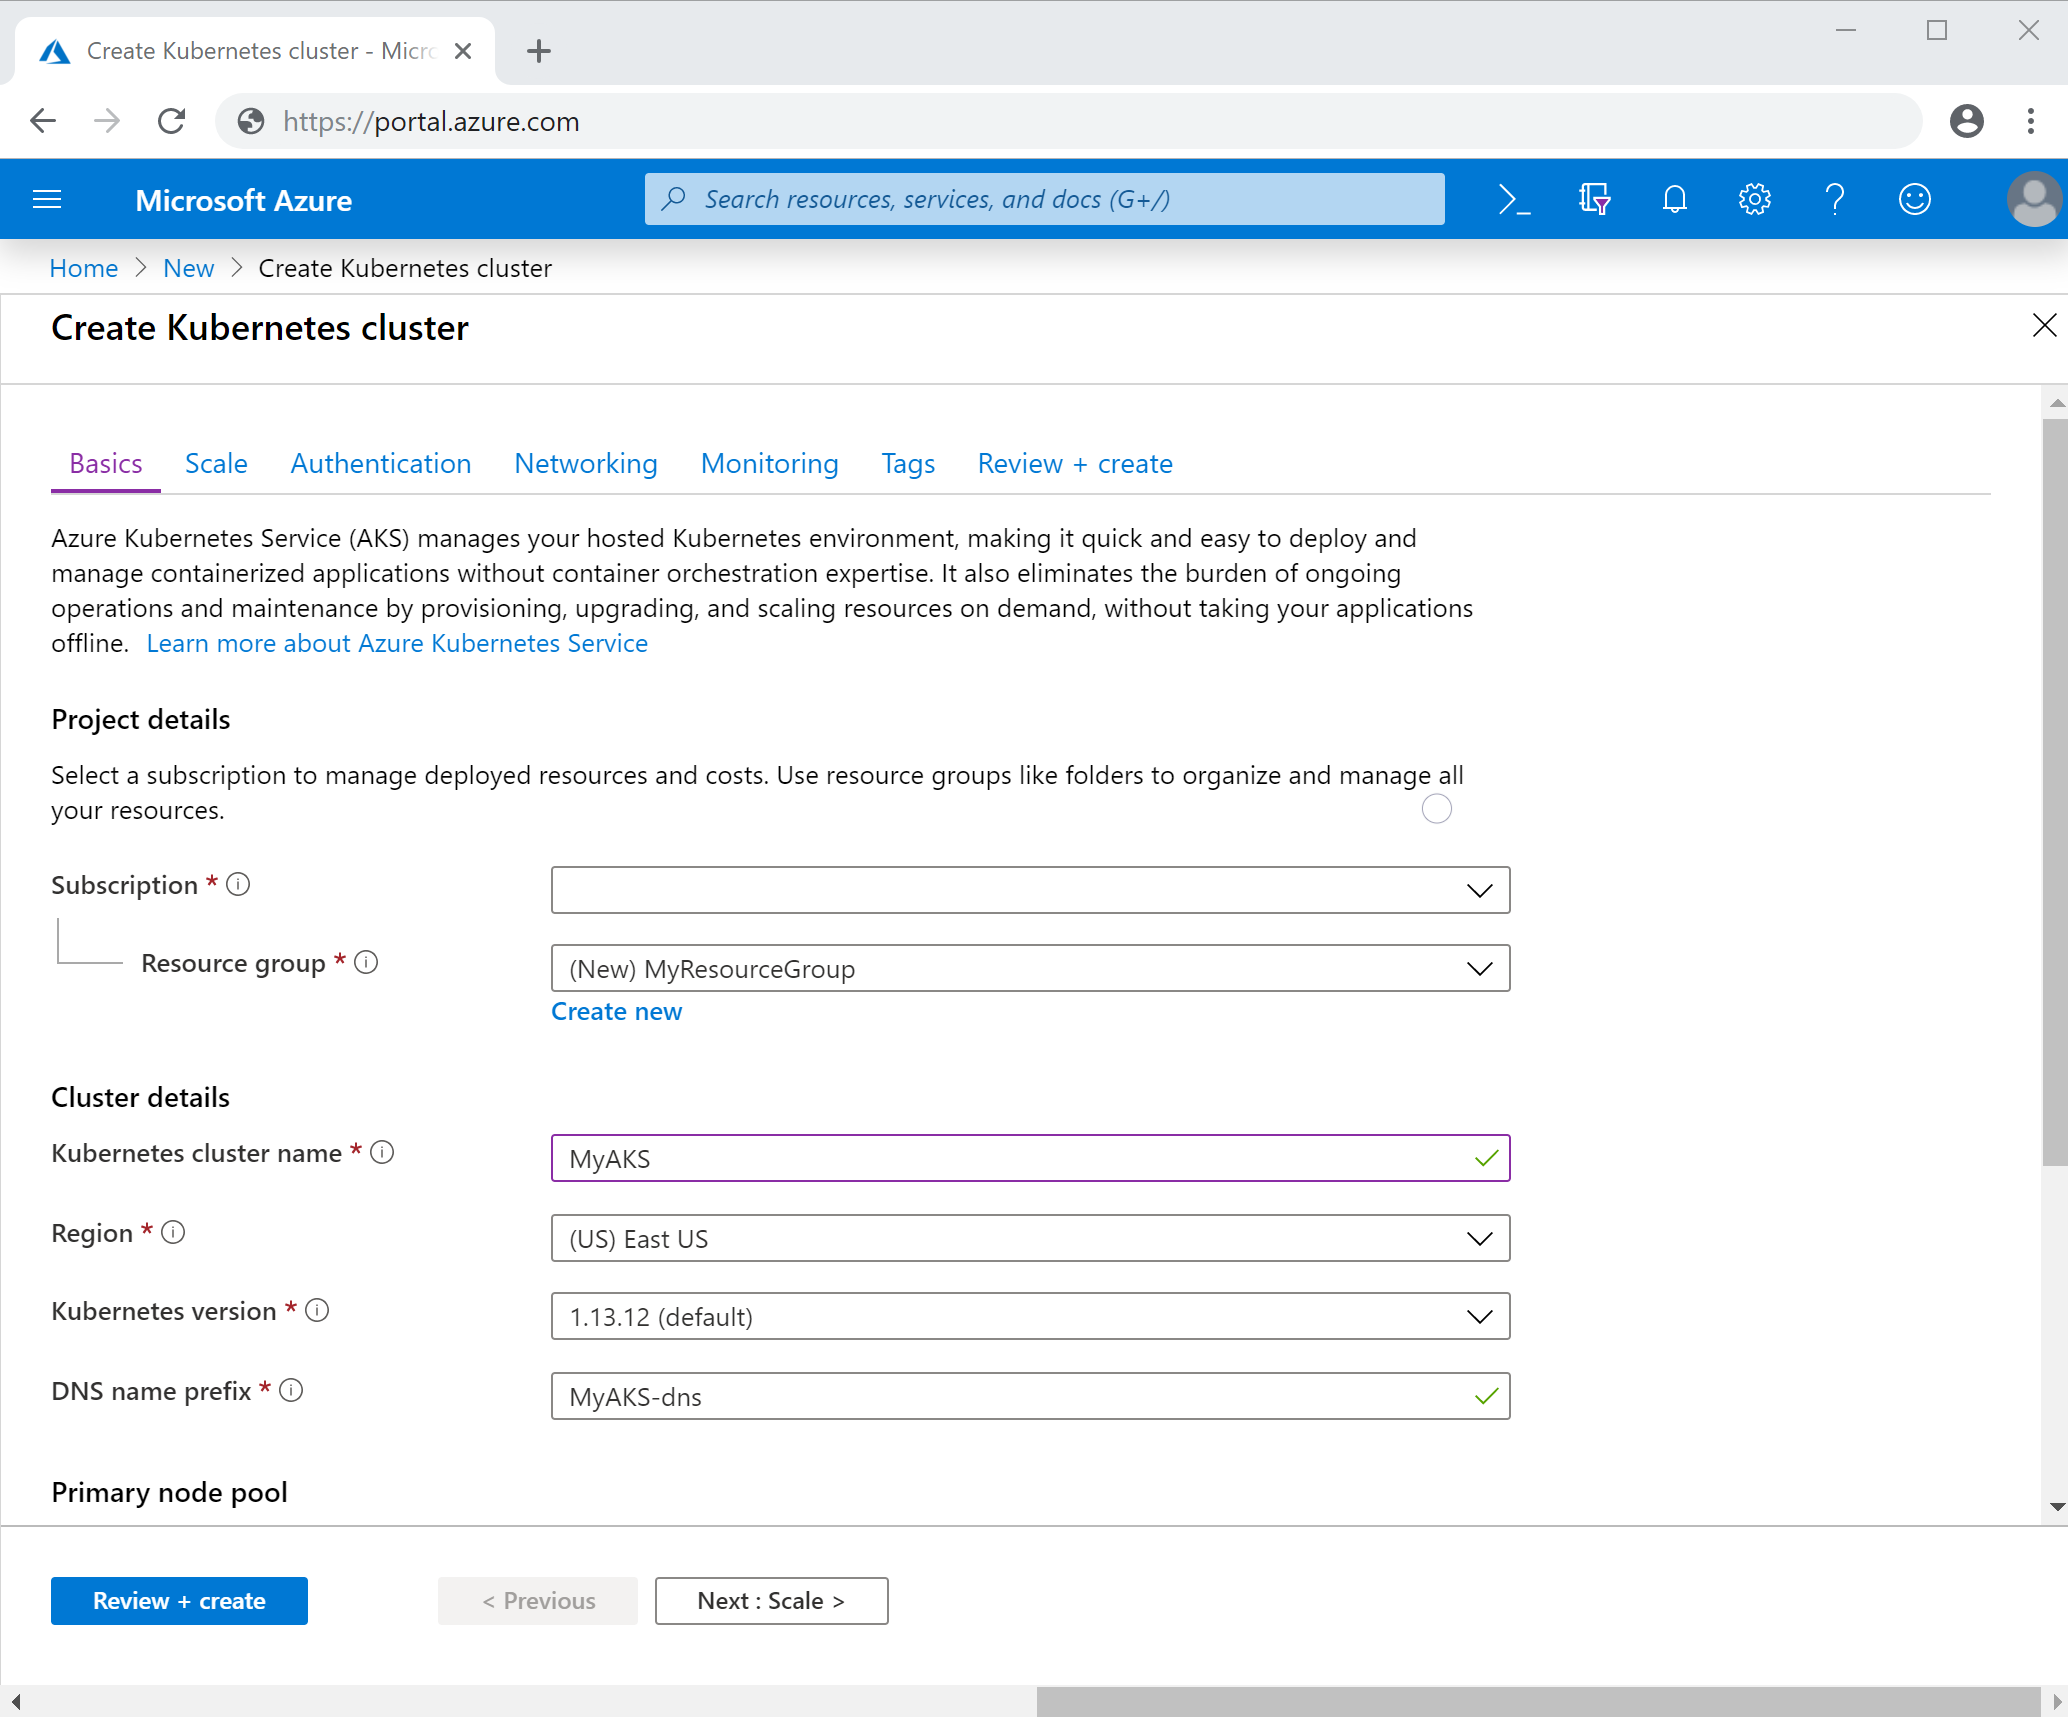 Create Kubernetes cluster - Micro
https://portal.azure.com
Microsoft Azure
Search resources, services, and docs (G+/)
Home > New > Create Kubernetes cluster
Create Kubernetes cluster
Basics Scale Authentication Networking Monitoring Tags Review + create
Azure Kubernetes Service (AKS) manages your hosted Kubernetes environment, making it quick and easy to deploy and
manage containerized applications without container orchestration expertise. It also eliminates the burden of ongoing
operations and maintenance by provisioning, upgrading, and scaling resources on demand, without taking your applications
offline. Learn more about Azure Kubernetes Service
Project details
Select a subscription to manage deployed resources and costs. Use resource groups like folders to organize and manage all
your resources.
Subscription *
Resource group * (New) MyResourceGroup
Create new
Cluster details
Kubernetes cluster name * MyAKS
Region * (US) East US
Kubernetes version * 1.13.12 (default)
DNS name prefix * MyAKS-dns
Primary node pool
Review + create < Previous Next : Scale >